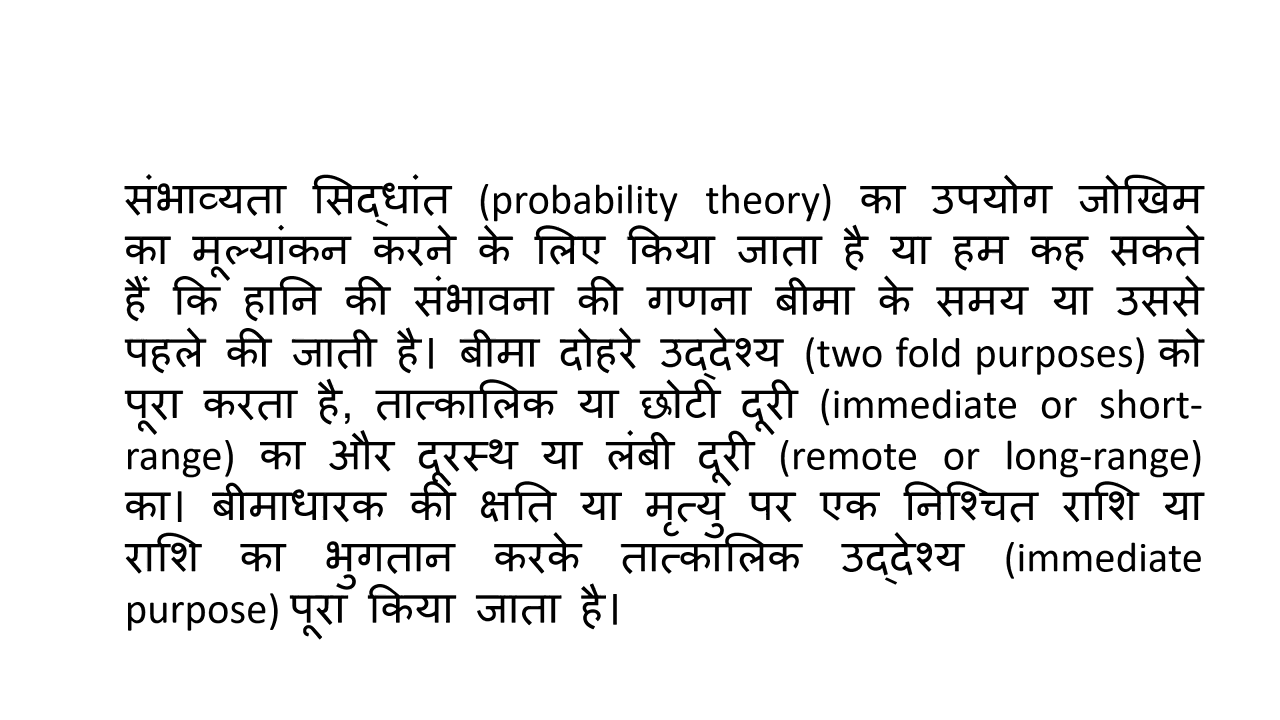 संभाव्यता सिद्धांत (probability theory) का उपयोग जोखिम
का मूल्यांकन करने के लिए किया जाता है या हम कह सकते
हैं कि हानि की संभावना की गणना बीमा के समय या उससे
पहले की जाती है। बीमा दोहरे उद्देश्य (two fold purposes) को
पूरा करता है, तात्कालिक या छोटी दूरी (immediate or short-
range) का और दूरस्थ या लंबी दूरी (remote or long-range)
का। बीमाधारक की क्षति या मृत्यु पर एक निश्चित राशि या
राशि का भुगतान करके तात्कालिक उद्देश्य (immediate
purpose) पूरा किया जाता है।